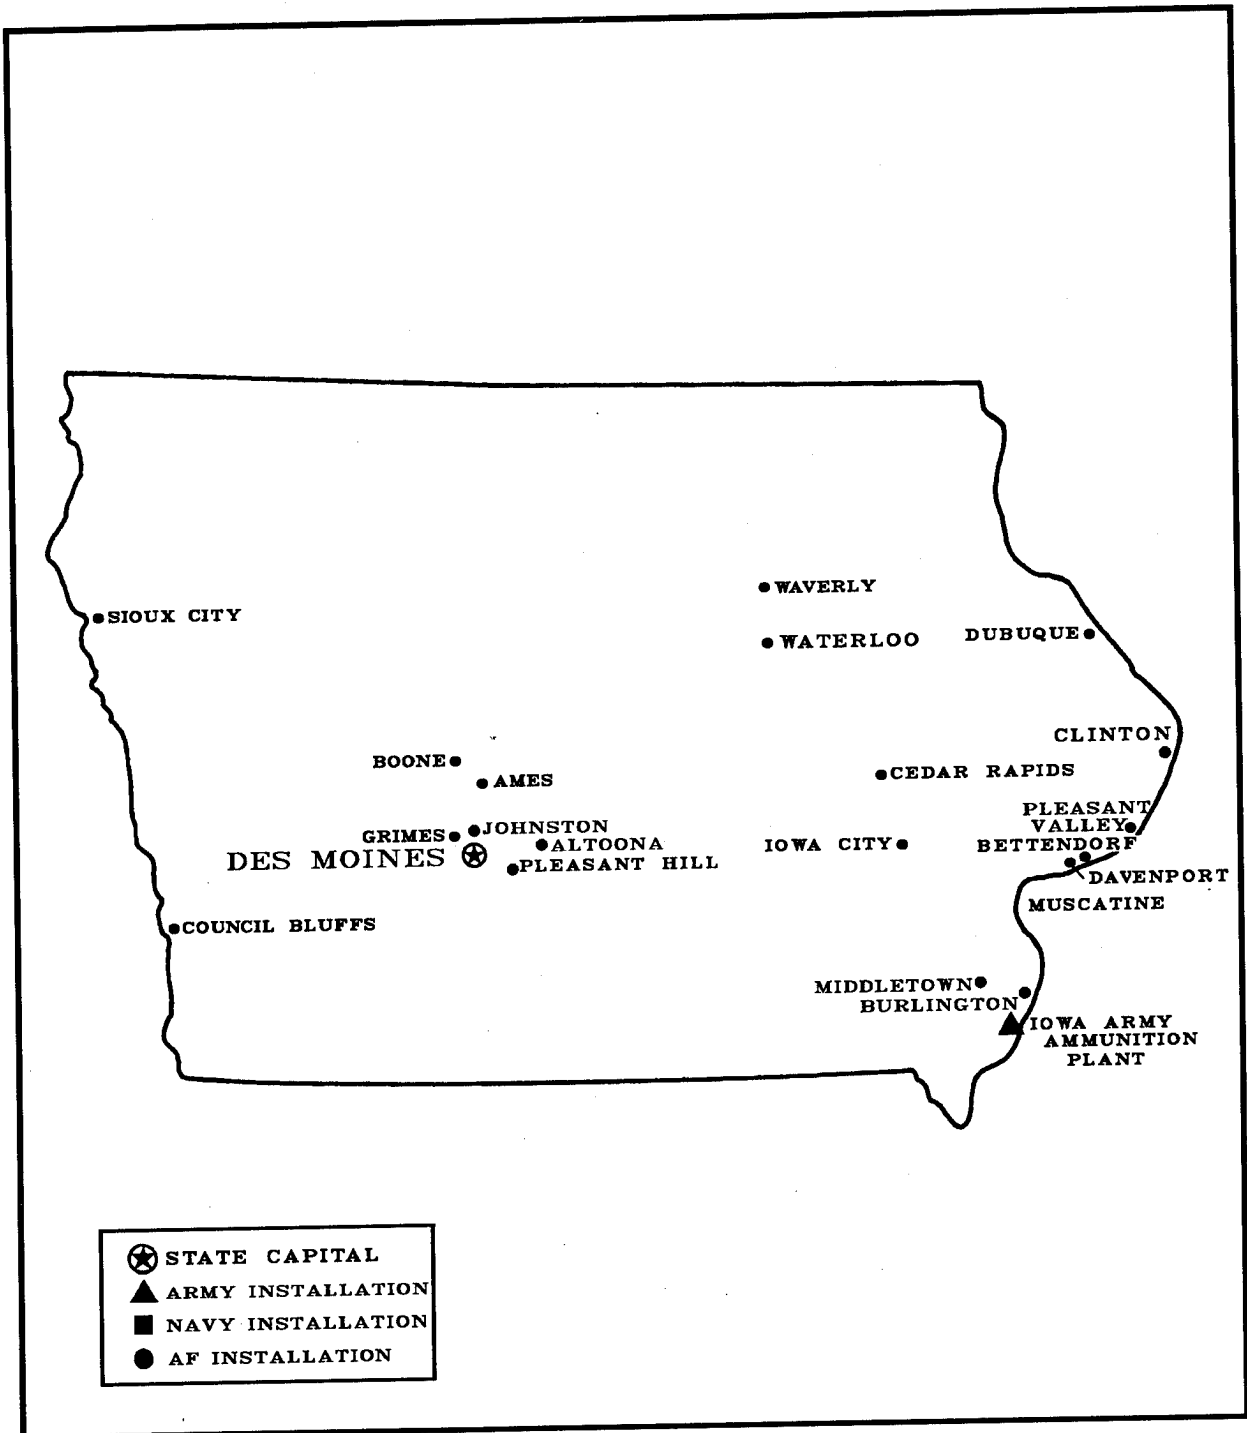 WAVERLY
SIOUX CITY
WATERLOO
DUBUQUE
CLINTON
BOONE
AMES
CEDAR RAPIDS
PLEASANT
VALLEY
GRIMES
JOHNSTON
ALTOONA
IOWA CITY
BETTENDORF
DES MOINES
PLEASANT HILL
DAVENPORT
MUSCATINE
COUNCIL BLUFFS
MIDDLETOWN
BURLINGTON
IOWA ARMY
AMMUNITION
PLANT
STATE CAPITAL
ARMY INSTALLATION
NAVY INSTALLATION
AF INSTALLATION